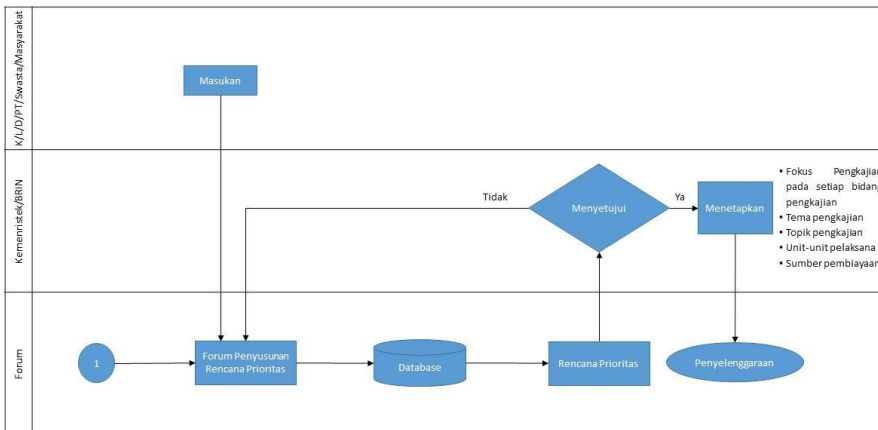 K/L/D/PT/Swasta/Masyarakat
Masukan
Kemenristek/BRIN
Tidak
Menyetujui
Ya
Menetapkan
• Fokus Pengkajian
pada setiap bidang
pengkajian
• Tema pengkajian
• Topik pengkajian
• Unit-unit pelaksana
• Sumber pembiayaan
Forum
1
Forum Penyusunan
Rencana Prioritas
Database
Rencana Prioritas
Penyelenggaraan